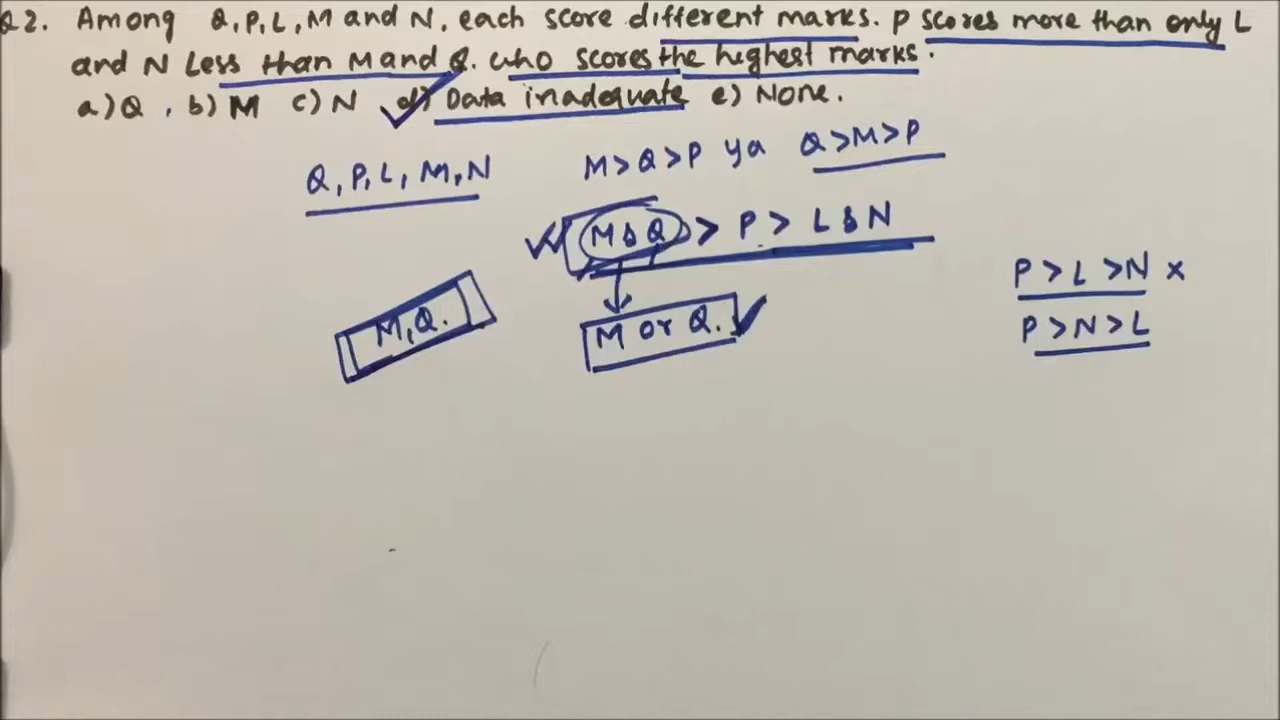 Q2. Among Q, P, L, M and N, each score different marks. P scores more than only L
and N Less than M and Q. who scores the highest marks.
a) Q , b) M c) N d) Data inadequate e) None.
Q, P, L, M, N M > Q > P ya Q > M > P
M & Q > P > L & N
P > L > N x
M, Q. M or Q. P > N > L